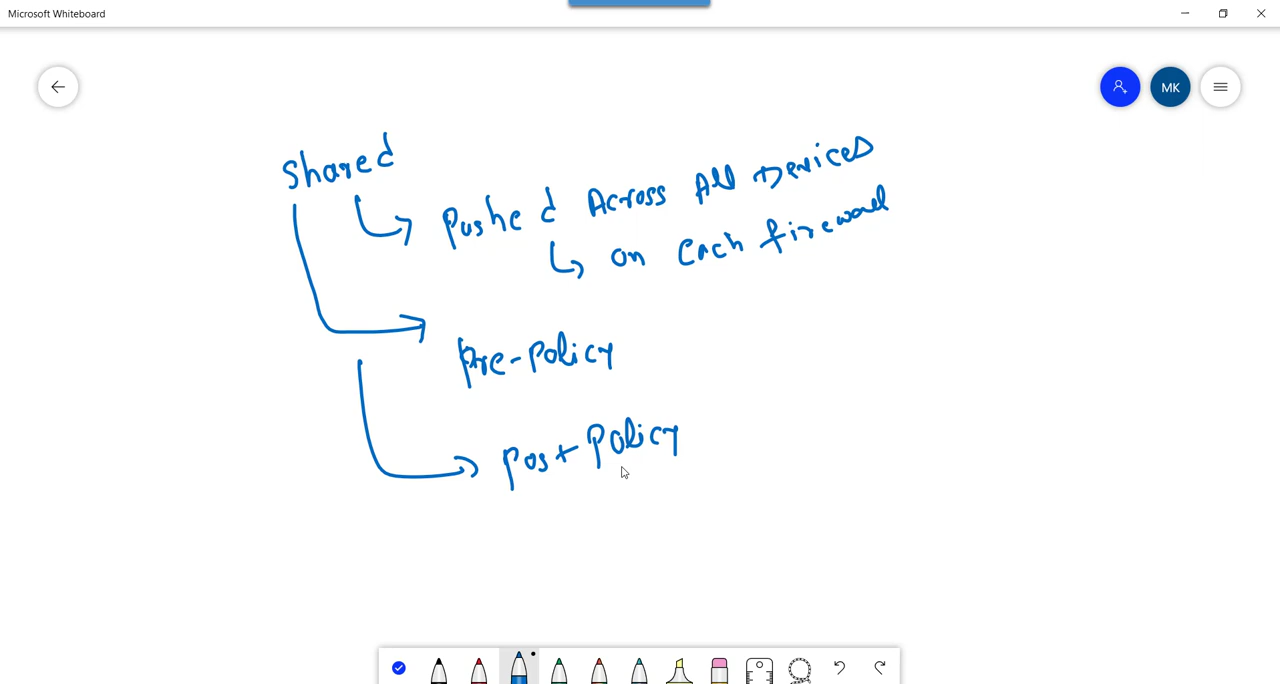 Microsoft Whiteboard
MK
Shared
Pushed Across All Devices
on Each firewall
Pre-Policy
Post Policy